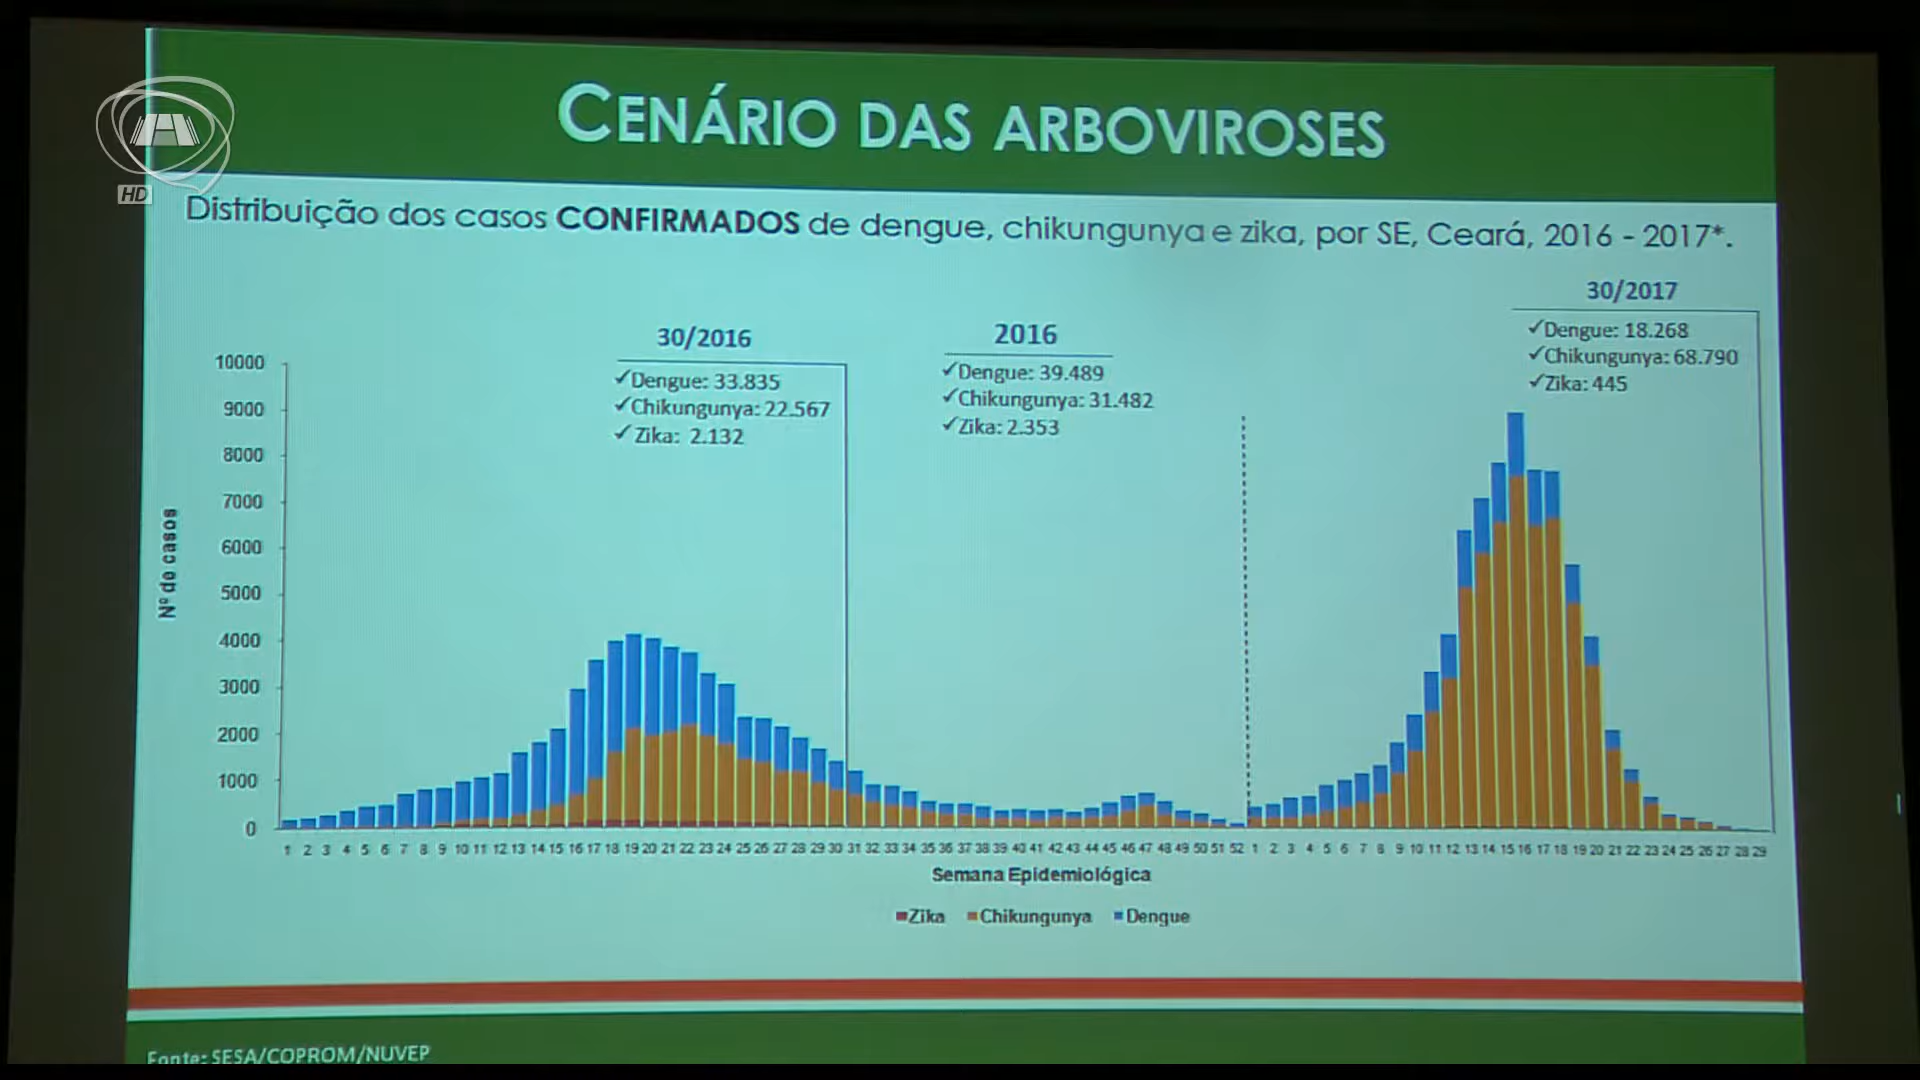 HD
CENÁRIO DAS ARBOVIROSES
Distribuição dos casos CONFIRMADOS de dengue, chikungunya e zika, por SE, Ceará, 2016 - 2017*.
30/2016
✓Dengue: 33.835
✓Chikungunya: 22.567
✓Zika: 2.132
2016
✓Dengue: 39.489
✓Chikungunya: 31.482
✓Zika: 2.353
30/2017
✓Dengue: 18.268
✓Chikungunya: 68.790
✓Zika: 445
Nº de casos
10000
9000
8000
7000
6000
5000
4000
3000
2000
1000
0
1 2 3 4 5 6 7 8 9 10 11 12 13 14 15 16 17 18 19 20 21 22 23 24 25 26 27 28 29 30 31 32 33 34 35 36 37 38 39 40 41 42 43 44 45 46 47 48 49 50 51 52 1 2 3 4 5 6 7 8 9 10 11 12 13 14 15 16 17 18 19 20 21 22 23 24 25 26 27 28 29
Semana Epidemiológica
Zika Chikungunya Dengue
Fonte: SESA/COPROM/NUVEP